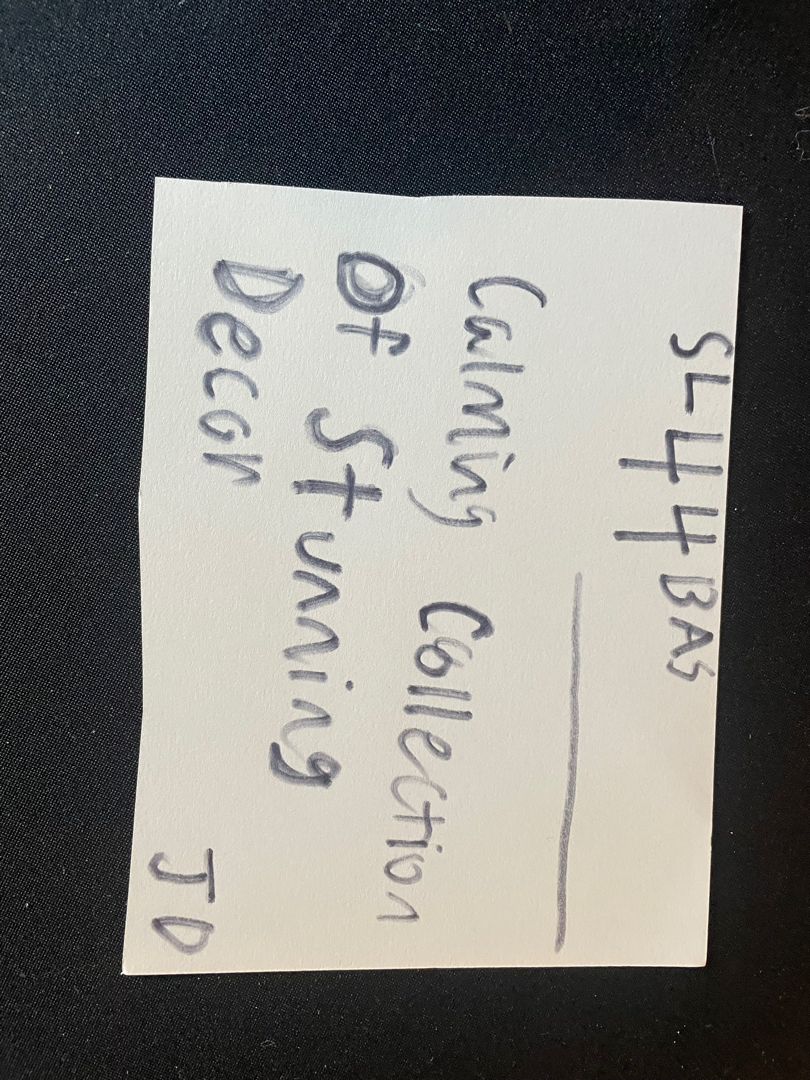 SL44BAS
Calming Collection
Of Stunning
Decor
JD